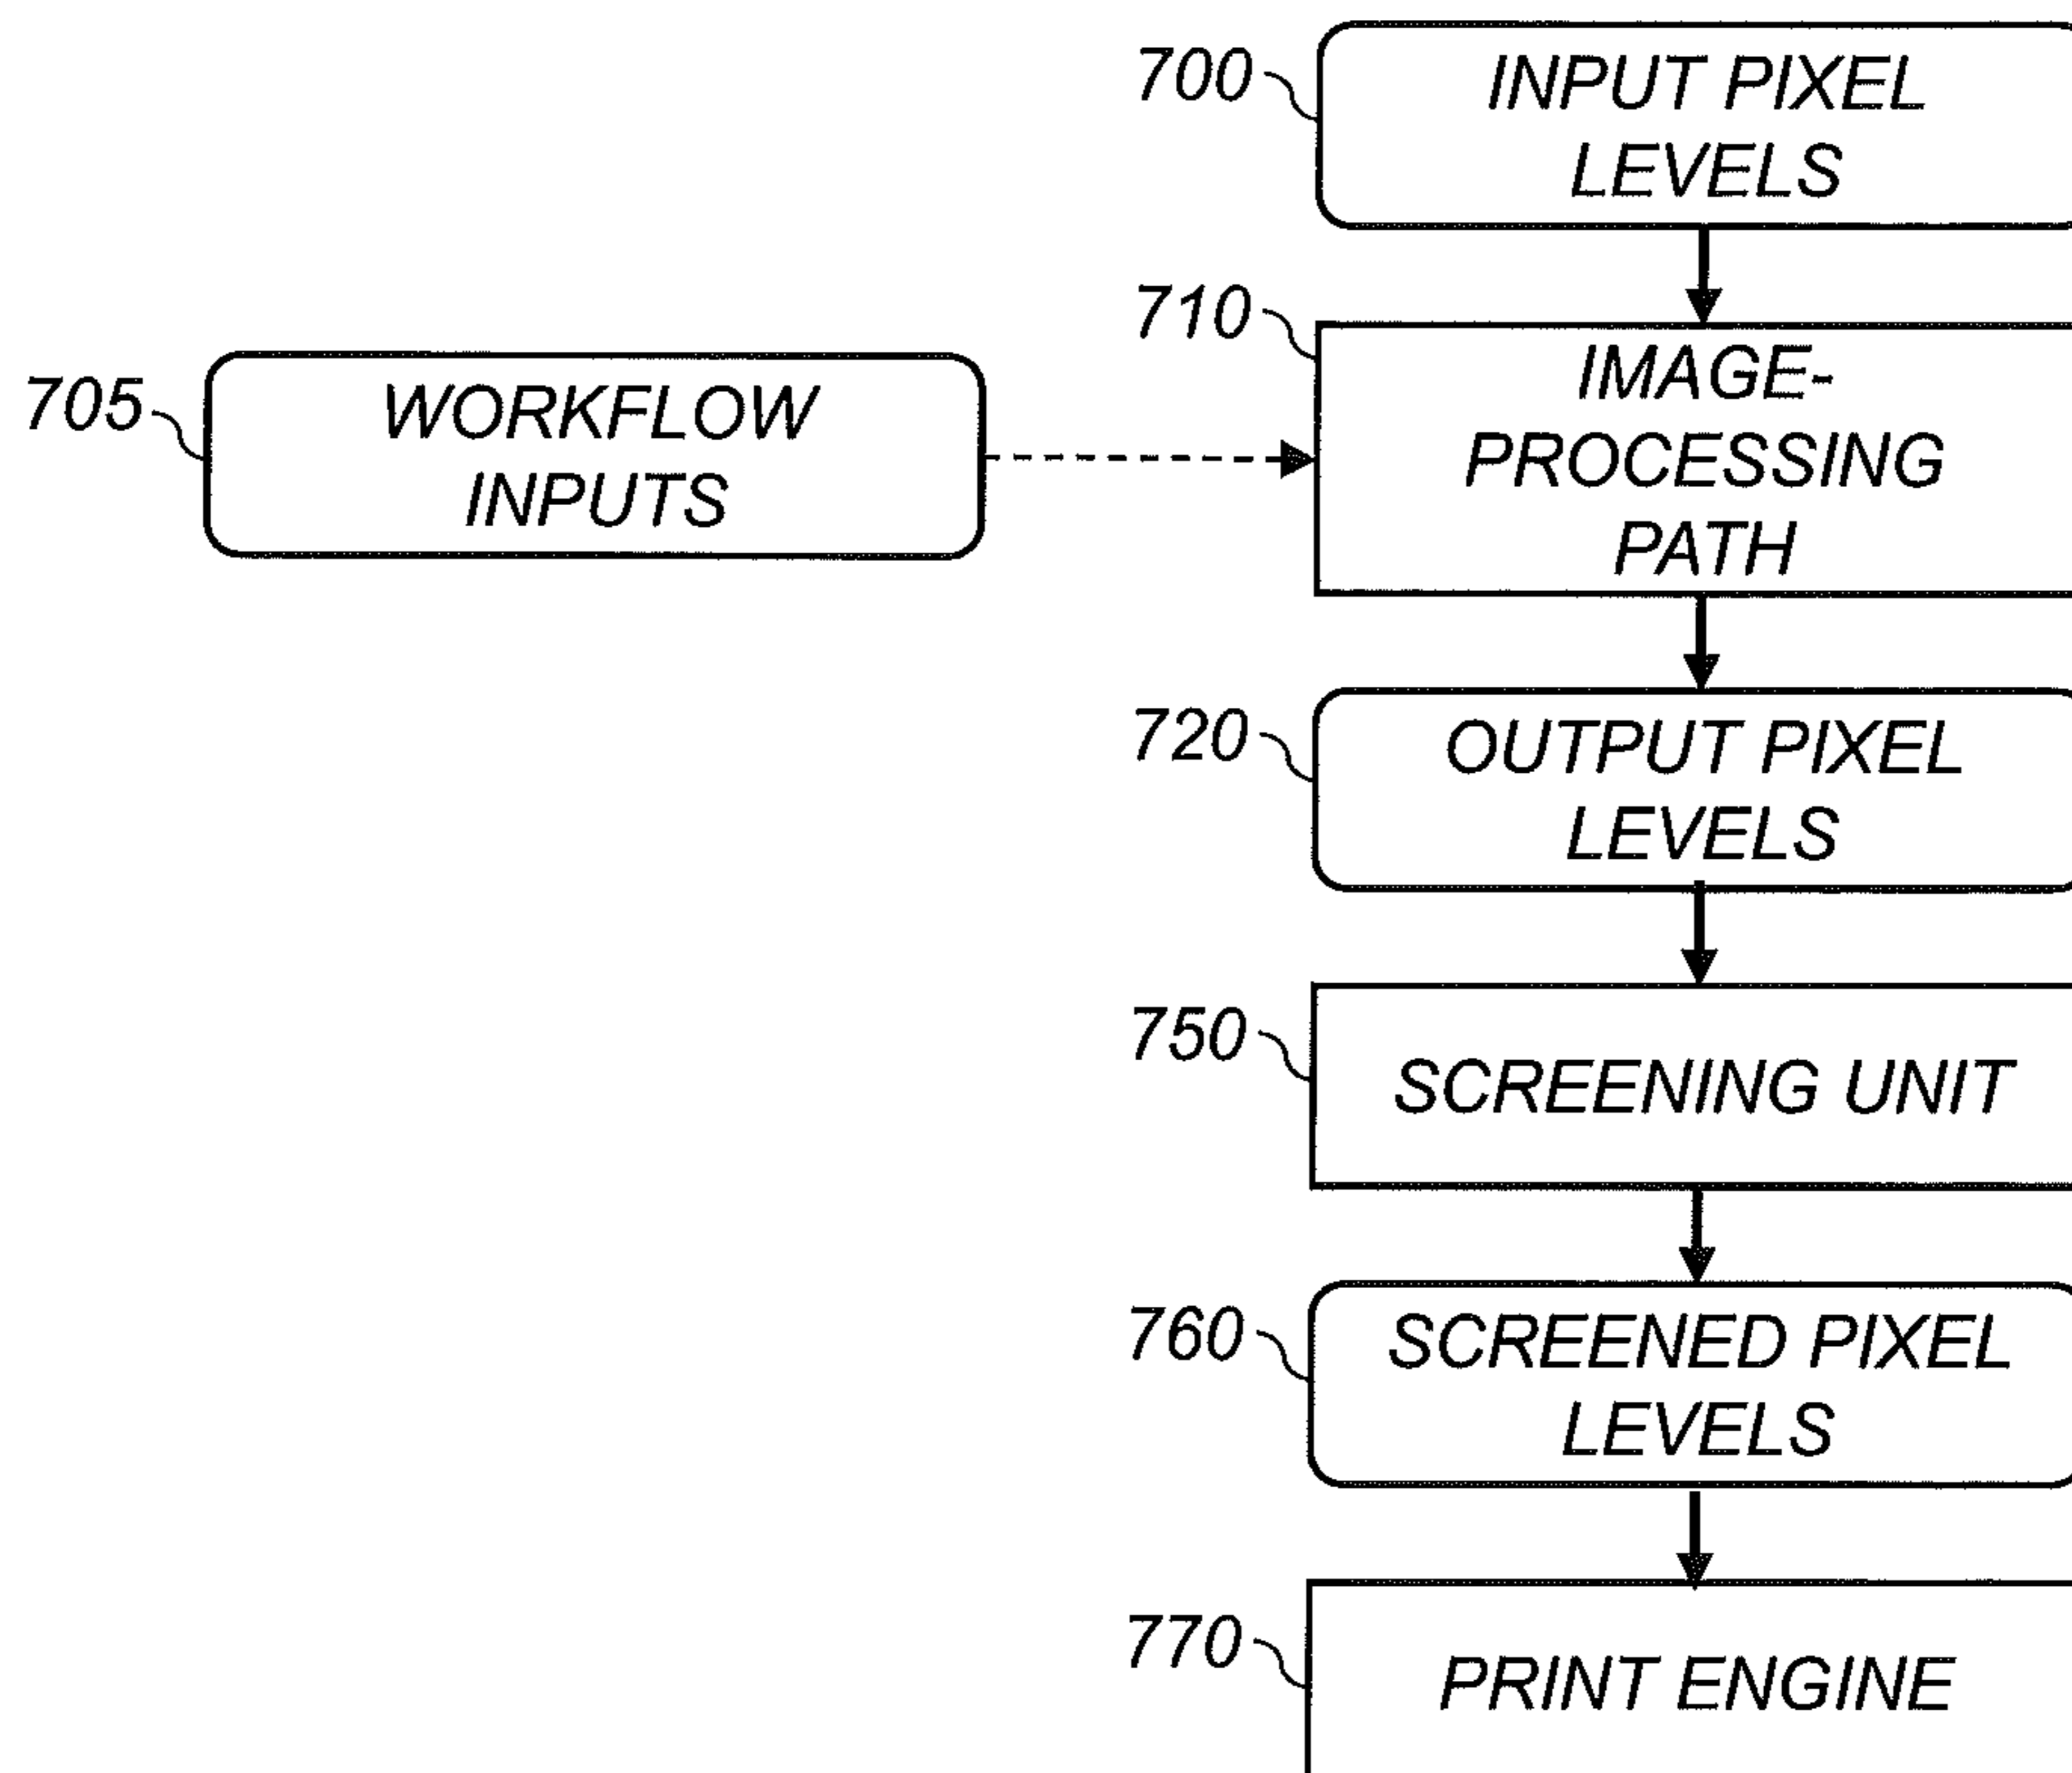 700
INPUT PIXEL
LEVELS
710
IMAGE-
PROCESSING
PATH
705
WORKFLOW
INPUTS
720
OUTPUT PIXEL
LEVELS
750
SCREENING UNIT
760
SCREENED PIXEL
LEVELS
770
PRINT ENGINE